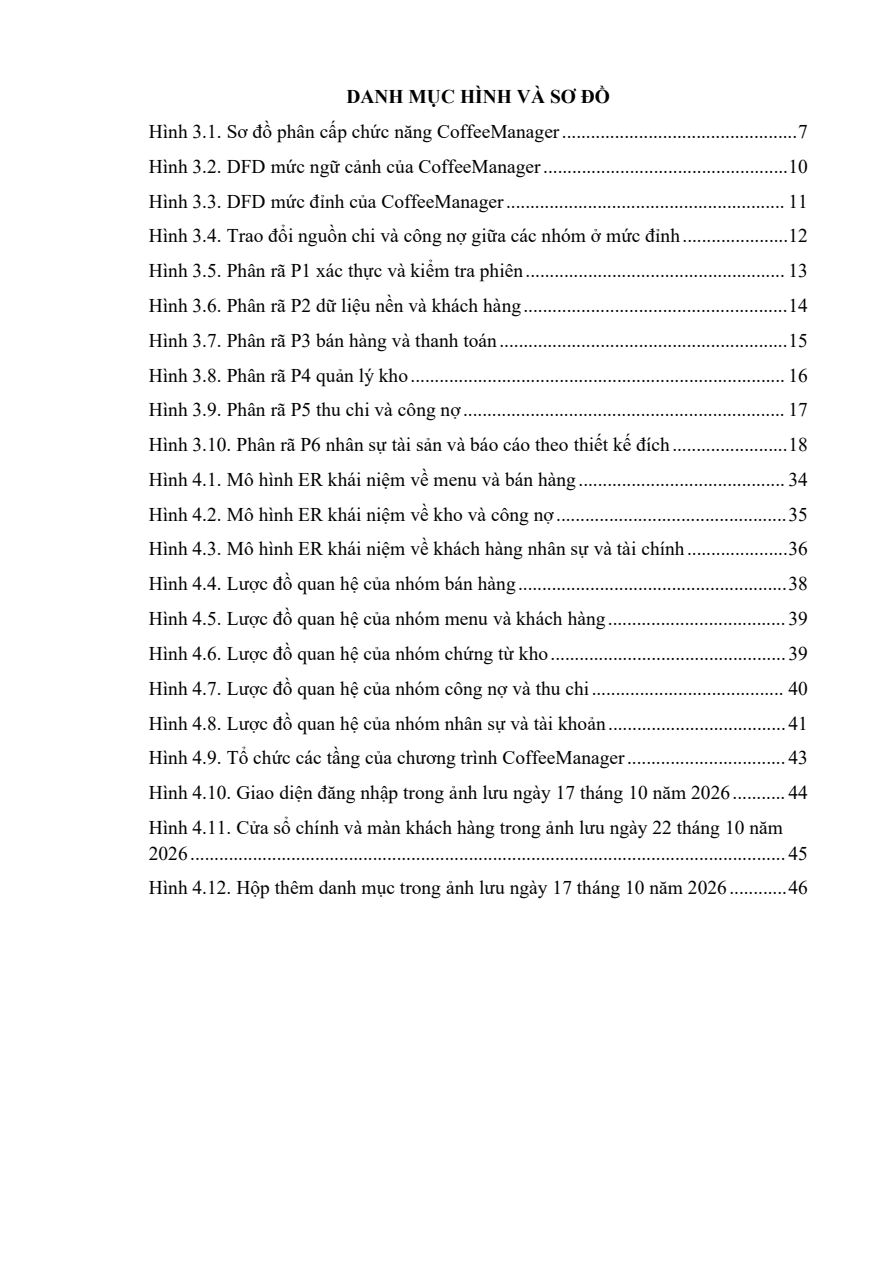 DANH MỤC HÌNH VÀ SƠ ĐỒ
Hình 3.1. Sơ đồ phân cấp chức năng CoffeeManager ........ 7
Hình 3.2. DFD mức ngữ cảnh của CoffeeManager ........ 10
Hình 3.3. DFD mức đỉnh của CoffeeManager ........ 11
Hình 3.4. Trao đổi nguồn chi và công nợ giữa các nhóm ở mức đỉnh ........ 12
Hình 3.5. Phân rã P1 xác thực và kiểm tra phiên ........ 13
Hình 3.6. Phân rã P2 dữ liệu nền và khách hàng ........ 14
Hình 3.7. Phân rã P3 bán hàng và thanh toán ........ 15
Hình 3.8. Phân rã P4 quản lý kho ........ 16
Hình 3.9. Phân rã P5 thu chi và công nợ ........ 17
Hình 3.10. Phân rã P6 nhân sự tài sản và báo cáo theo thiết kế đích ........ 18
Hình 4.1. Mô hình ER khái niệm về menu và bán hàng ........ 34
Hình 4.2. Mô hình ER khái niệm về kho và công nợ ........ 35
Hình 4.3. Mô hình ER khái niệm về khách hàng nhân sự và tài chính ........ 36
Hình 4.4. Lược đồ quan hệ của nhóm bán hàng ........ 38
Hình 4.5. Lược đồ quan hệ của nhóm menu và khách hàng ........ 39
Hình 4.6. Lược đồ quan hệ của nhóm chứng từ kho ........ 39
Hình 4.7. Lược đồ quan hệ của nhóm công nợ và thu chi ........ 40
Hình 4.8. Lược đồ quan hệ của nhóm nhân sự và tài khoản ........ 41
Hình 4.9. Tổ chức các tầng của chương trình CoffeeManager ........ 43
Hình 4.10. Giao diện đăng nhập trong ảnh lưu ngày 17 tháng 10 năm 2026 ........ 44
Hình 4.11. Cửa sổ chính và màn khách hàng trong ảnh lưu ngày 22 tháng 10 năm
2026 ........ 45
Hình 4.12. Hộp thêm danh mục trong ảnh lưu ngày 17 tháng 10 năm 2026 ........ 46